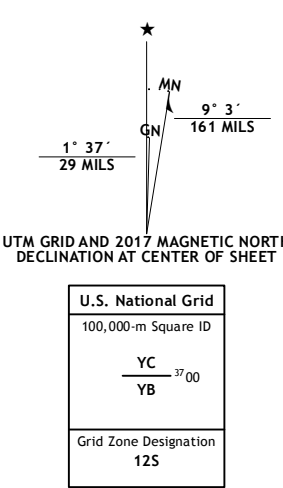 ★
MN
GN
9° 3´
161 MILS
1° 37´
29 MILS
UTM GRID AND 2017 MAGNETIC NORTH
DECLINATION AT CENTER OF SHEET
U.S. National Grid
100,000-m Square ID
YC
3700
YB
Grid Zone Designation
12S